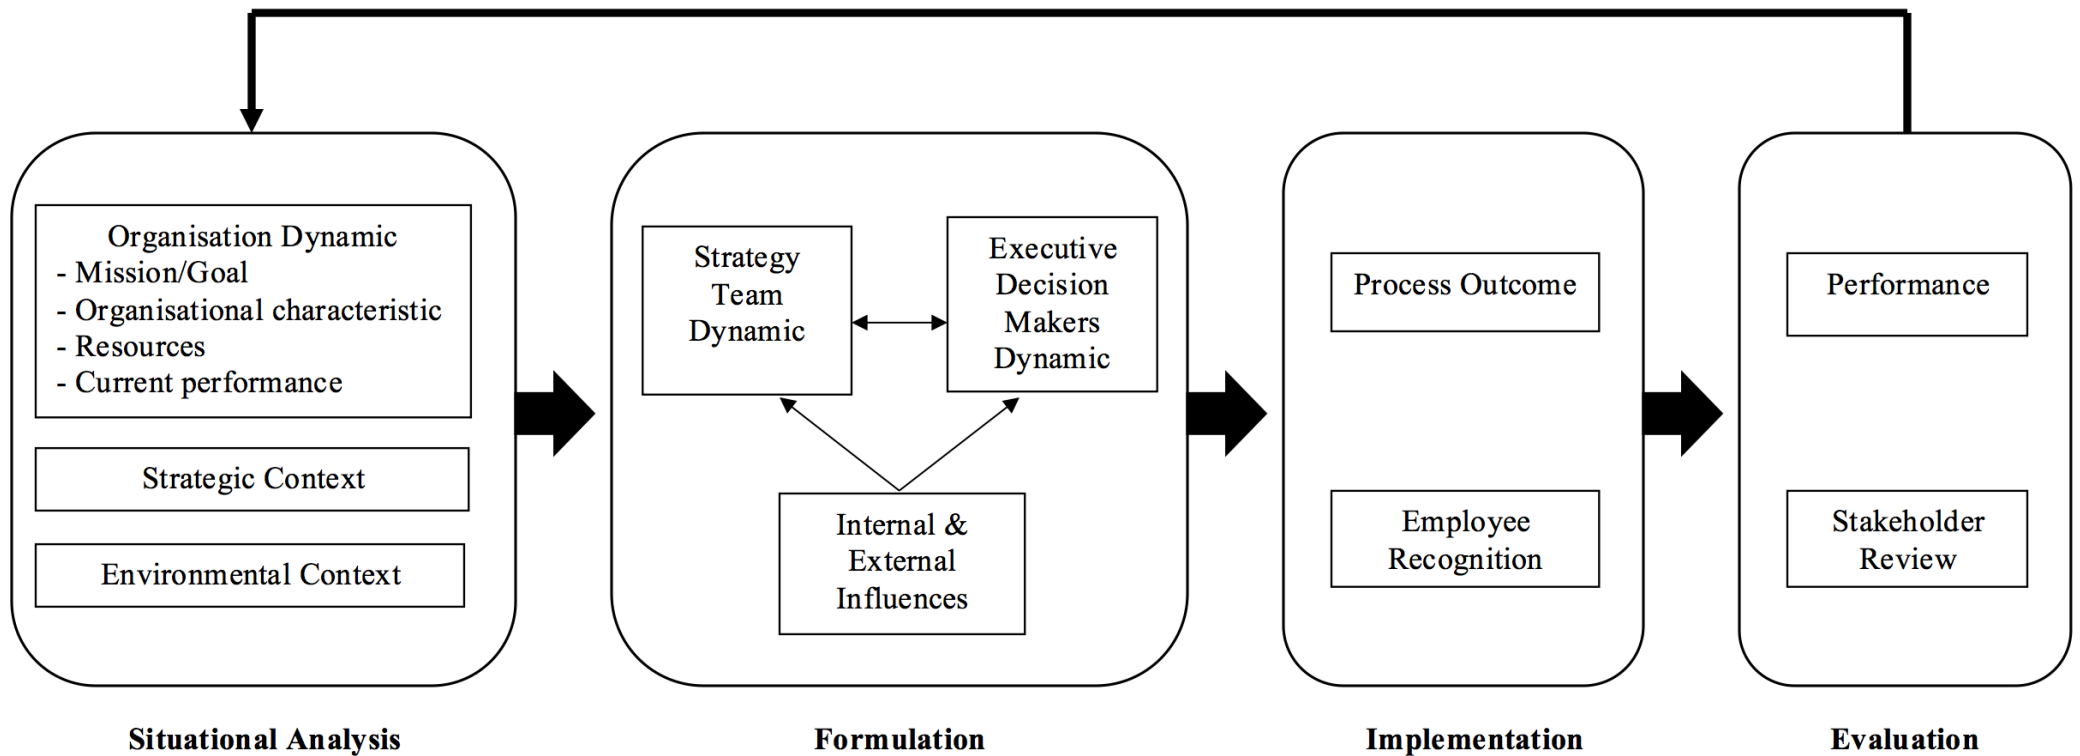 Organisation Dynamic
- Mission/Goal
- Organisational characteristic
- Resources
- Current performance
Strategic Context
Environmental Context
Situational Analysis
Strategy
Team
Dynamic
Executive
Decision
Makers
Dynamic
Internal &
External
Influences
Formulation
Process Outcome
Employee
Recognition
Implementation
Performance
Stakeholder
Review
Evaluation